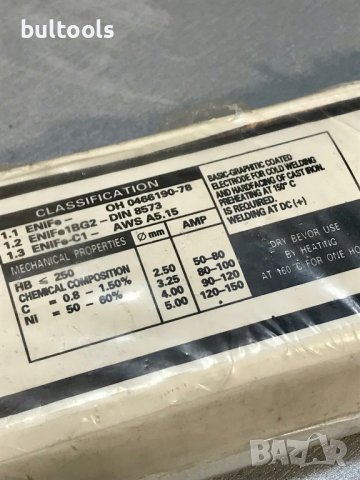 bultools
CLASSIFICATION
1.1 ENiFe - OH 0466190-78
1.2 ENiFe1BG2 - DIN 8573
1.3 ENiFe-C1 - AWS A5,15
MECHANICAL PROPERTIES
HB ≤ 250
CHEMICAL COMPOSITION
C = 0.8 - 1.50%
NI = 50 - 60%
Ø mm AMP
2.50 50-80
3.25 80-100
4.00 90-120
5.00 120-150
BASIC-GRAPHITIC COATED
ELECTRODE FOR COLD WELDING
AND HARDFACING OF CAST IRON.
PREHEATING AT 150° C
IS REQUIRED.
WELDING AT DC (+)
DRY BEVOR USE
BY HEATING
AT 160°C FOR ONE HO
BAZAR